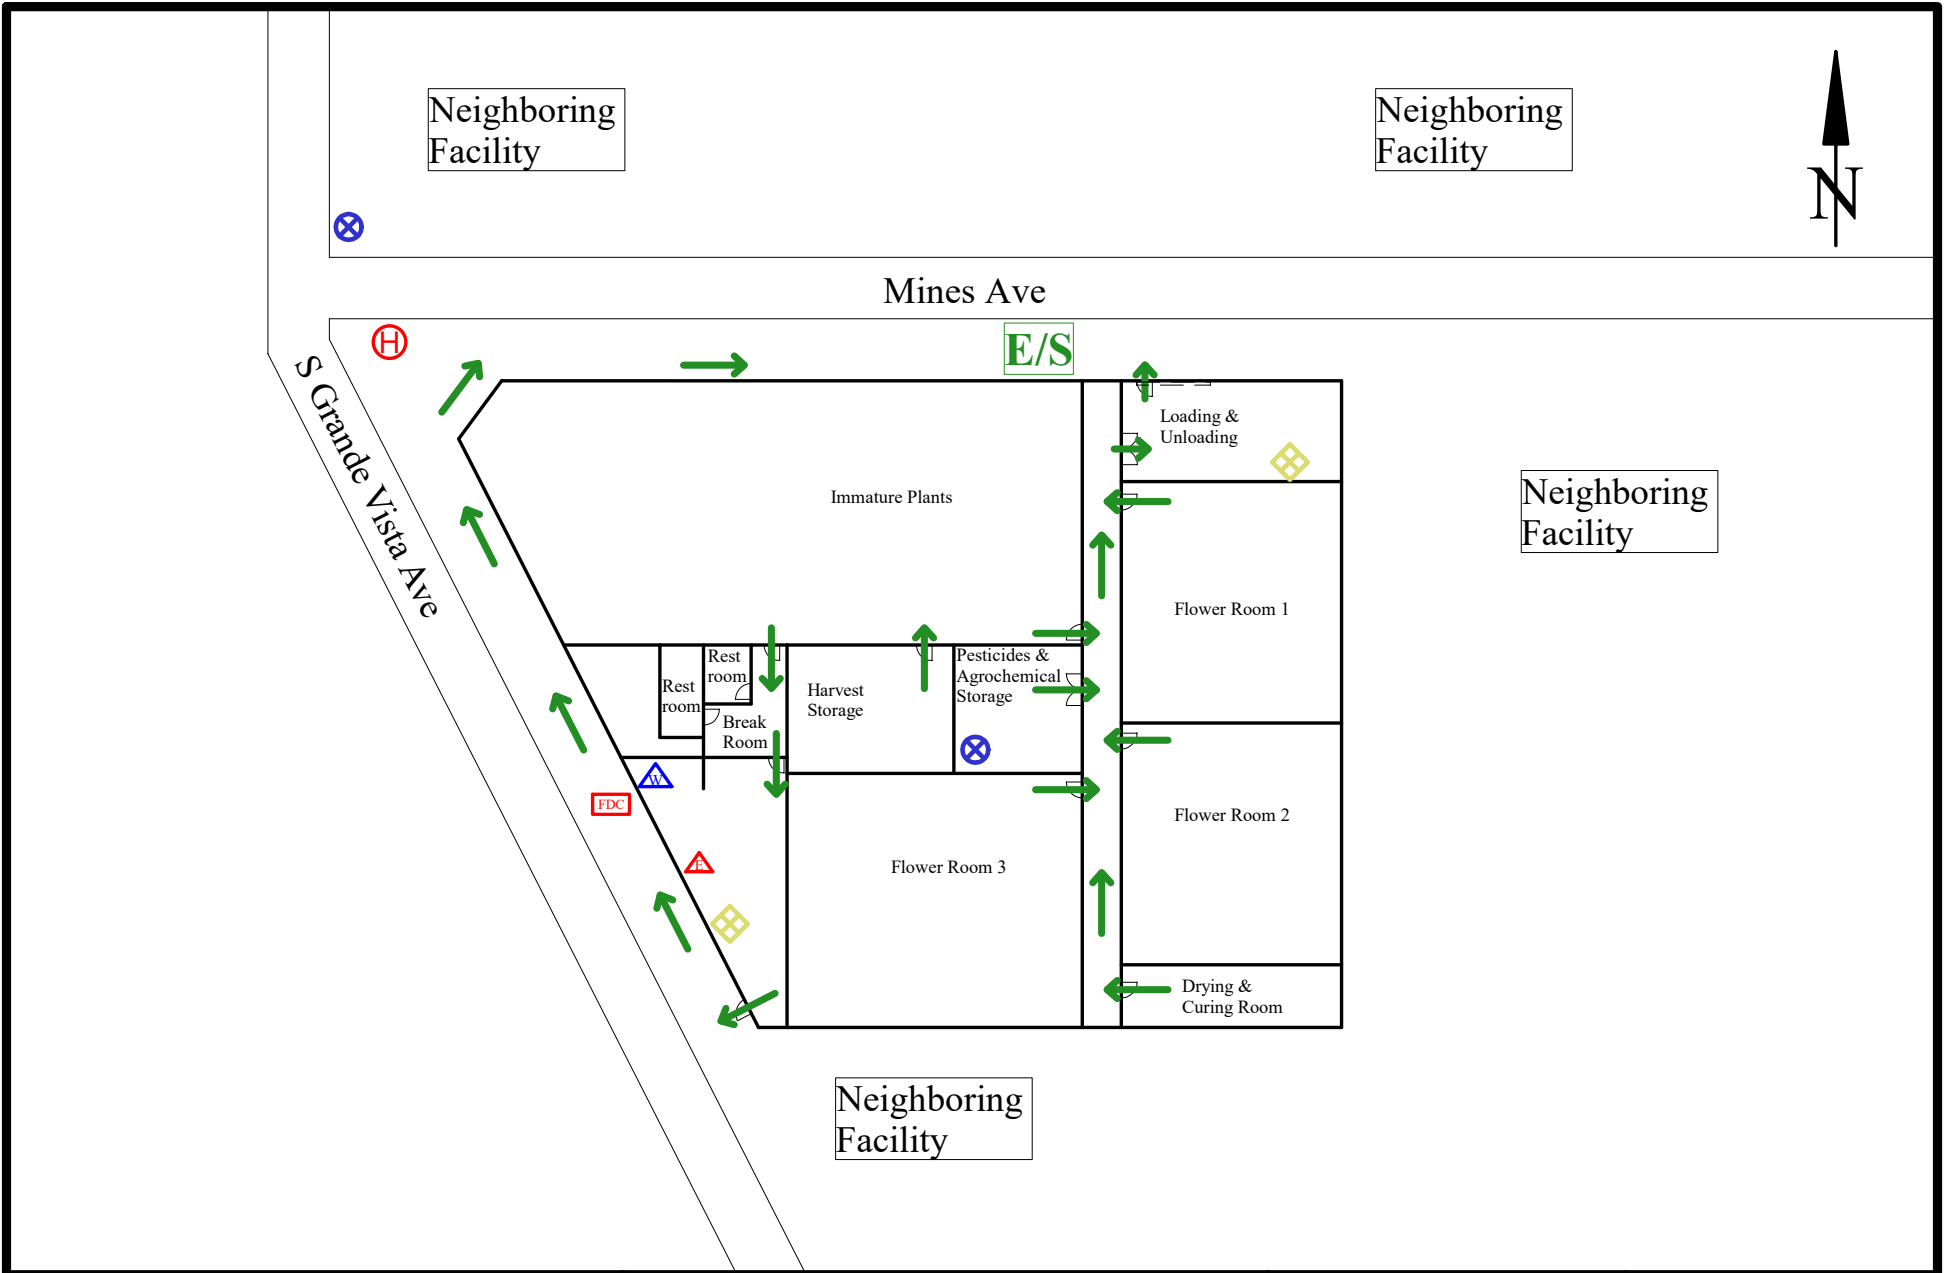 Neighboring
Facility
Neighboring
Facility
N
Mines Ave
H
E/S
S Grande Vista Ave
Loading &
Unloading
Immature Plants
Neighboring
Facility
Flower Room 1
Rest
room
Rest
room
Break
Room
Harvest
Storage
Pesticides &
Agrochemical
Storage
W
FDC
Flower Room 2
E
Flower Room 3
Drying &
Curing Room
Neighboring
Facility